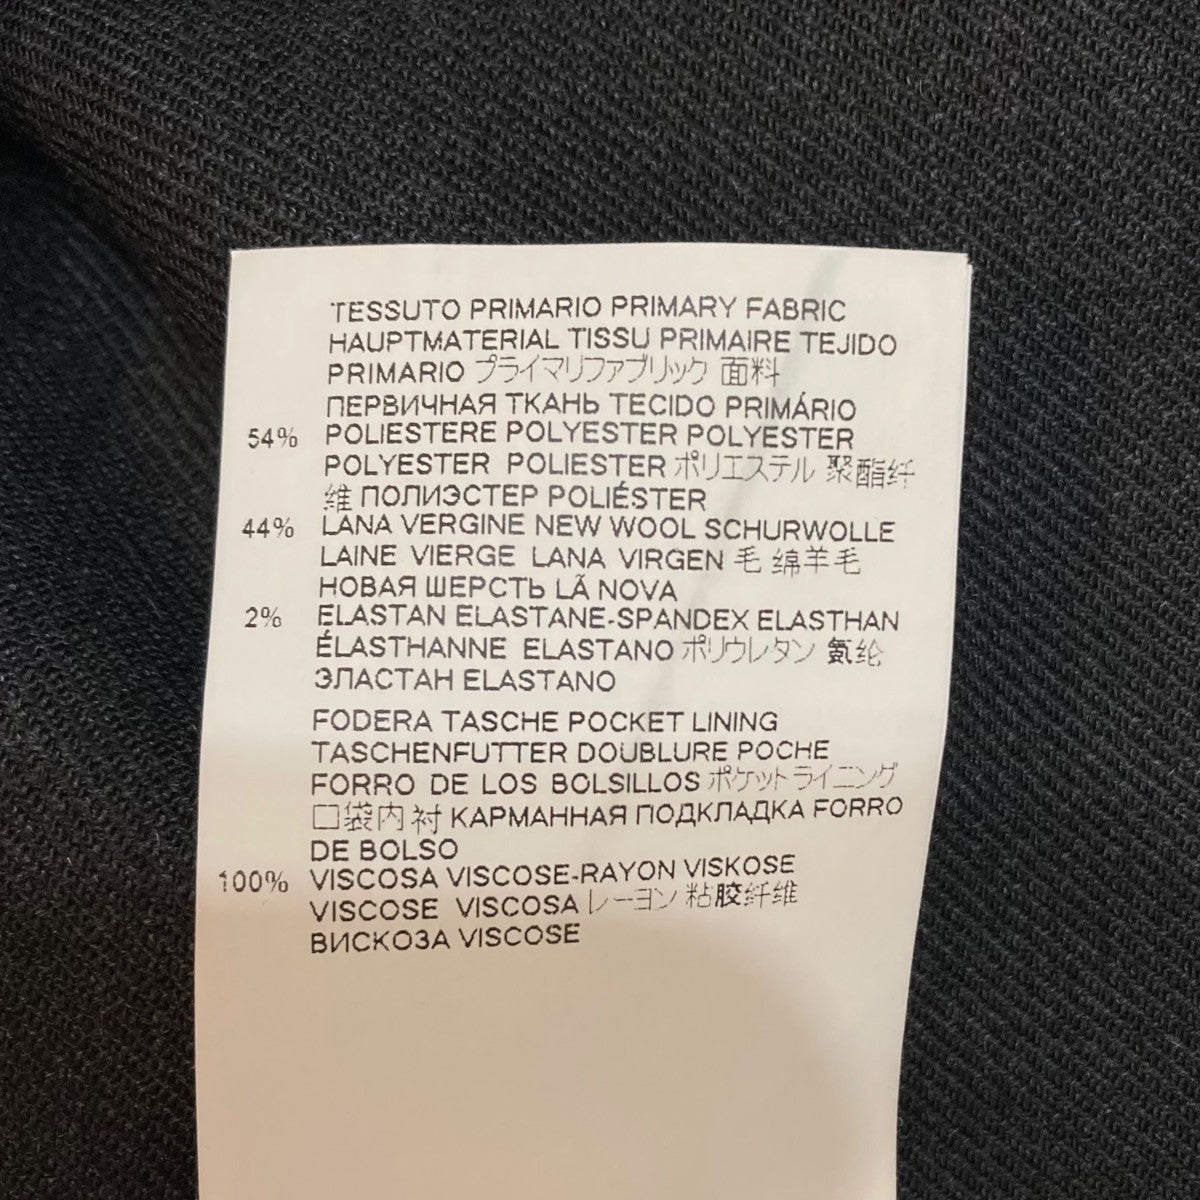 TESSUTO PRIMARIO PRIMARY FABRIC
HAUPTMATERIAL TISSU PRIMAIRE TEJIDO
PRIMARIO プライマリファブリック 面料
ПЕРВИЧНАЯ ТКАНЬ TECIDO PRIMÁRIO
54% POLIESTERE POLYESTER POLYESTER
POLYESTER POLIESTER ポリエステル 聚酯纤
维 ПОЛИЭСТЕР POLIÉSTER
44% LANA VERGINE NEW WOOL SCHURWOLLE
LAINE VIERGE LANA VIRGEN 毛 绵羊毛
НОВАЯ ШЕРСТЬ LÃ NOVA
2% ELASTAN ELASTANE-SPANDEX ELASTHAN
ÉLASTHANNE ELASTANO ポリウレタン 氨纶
ЭЛАСТАН ELASTANO
FODERA TASCHE POCKET LINING
TASCHENFUTTER DOUBLURE POCHE
FORRO DE LOS BOLSILLOS ポケットライニング
口袋内衬 КАРМАННАЯ ПОДКЛАДКА FORRO
DE BOLSO
100% VISCOSA VISCOSE-RAYON VISKOSE
VISCOSE VISCOSA レーヨン 粘胶纤维
ВИСКОЗА VISCOSE